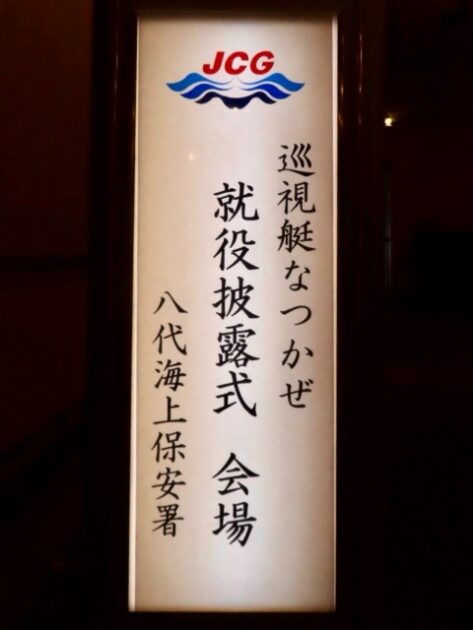 JCG
巡視艇なつかぜ
就役披露式　会場
八代海上保安署